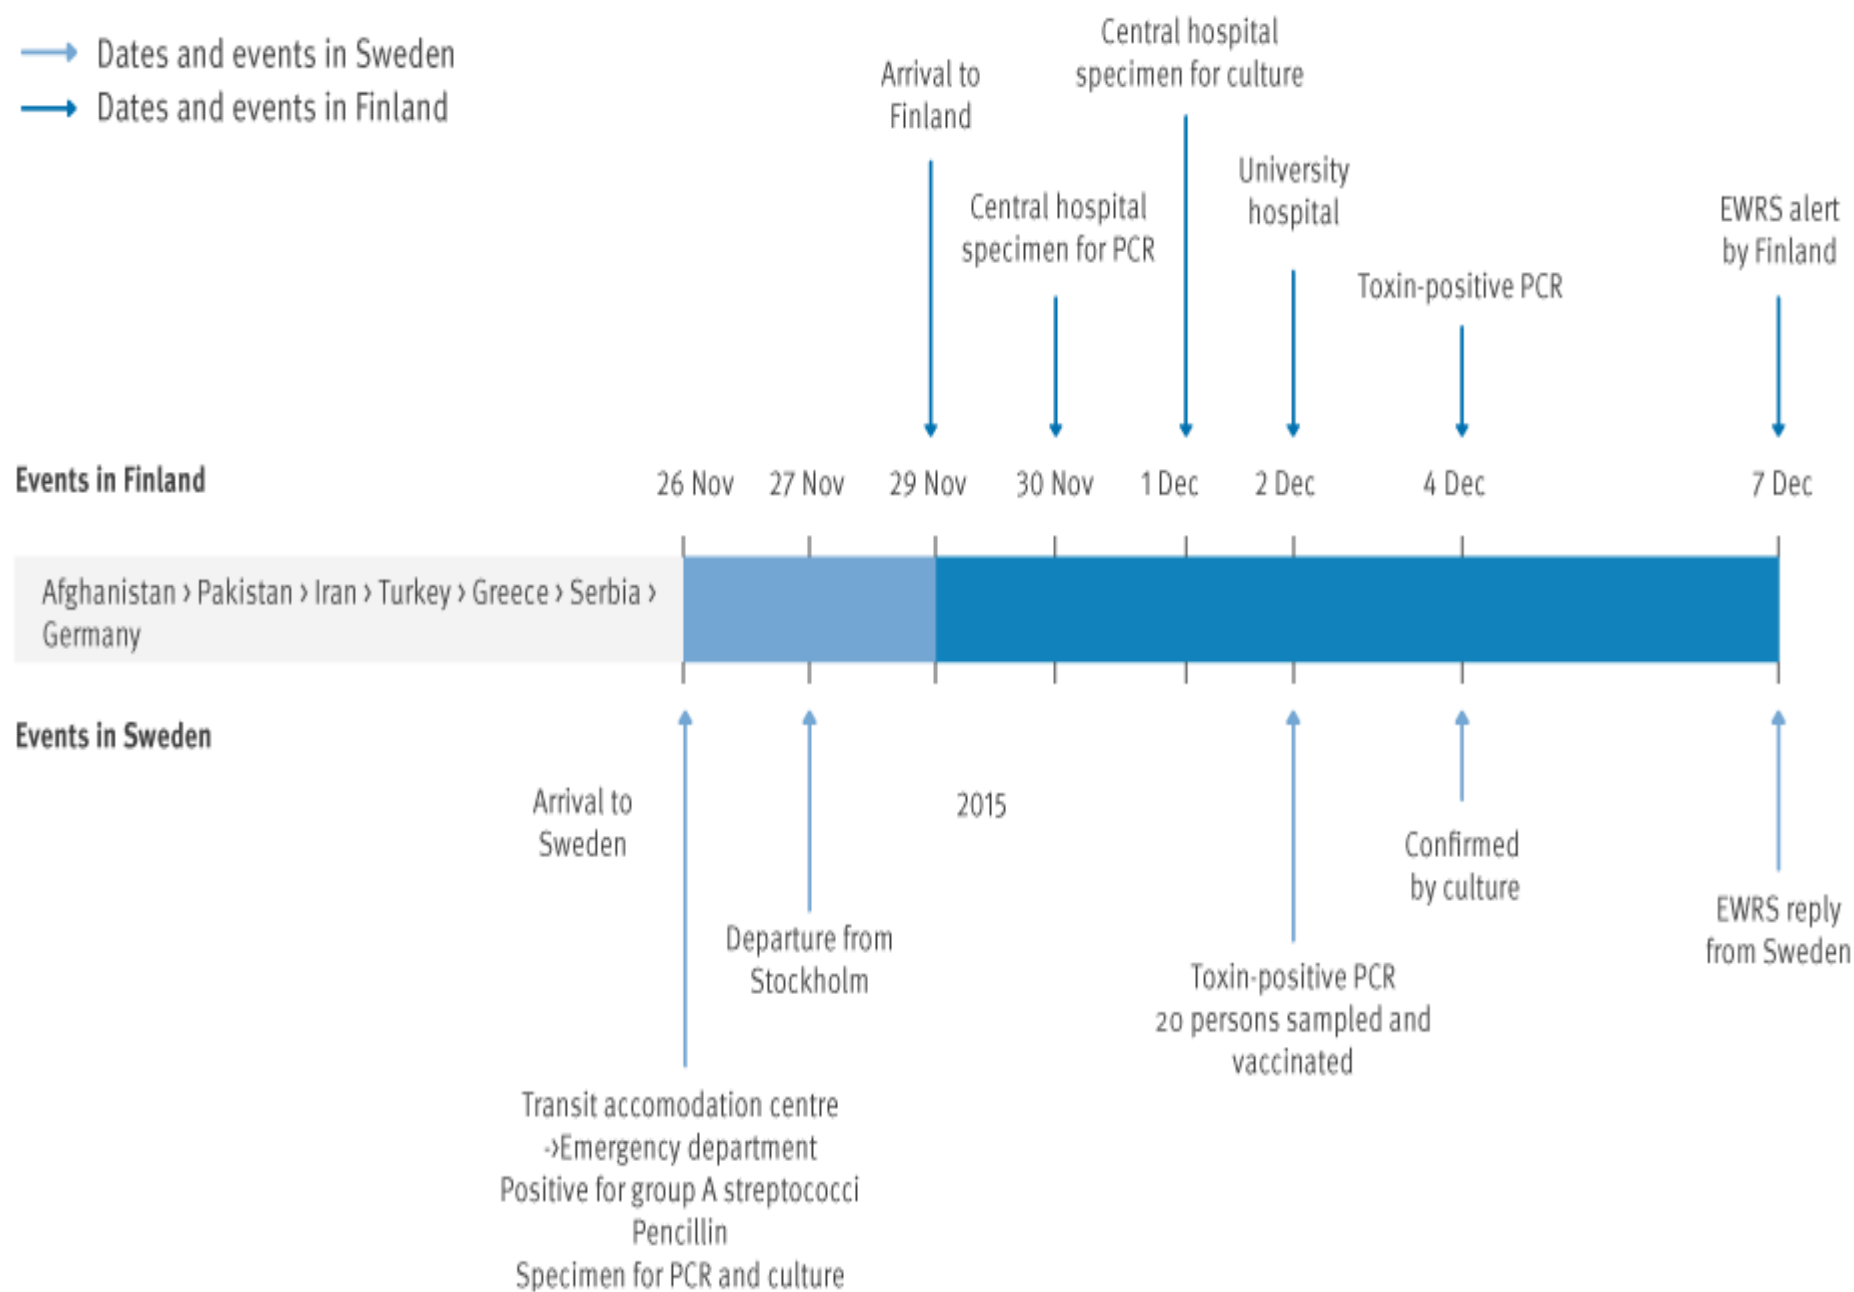 Dates and events in Sweden
Dates and events in Finland
Arrival to
Finland
Central hospital
specimen for PCR
Central hospital
specimen for culture
University
hospital
Toxin-positive PCR
EWRS alert
by Finland
Events in Finland
26 Nov
27 Nov
29 Nov
30 Nov
1 Dec
2 Dec
4 Dec
7 Dec
Afghanistan › Pakistan › Iran › Turkey › Greece › Serbia ›
Germany
Events in Sweden
Arrival to
Sweden
Transit accomodation centre
->Emergency department
Positive for group A streptococci
Pencillin
Specimen for PCR and culture
Departure from
Stockholm
2015
Toxin-positive PCR
20 persons sampled and
vaccinated
Confirmed
by culture
EWRS reply
from Sweden